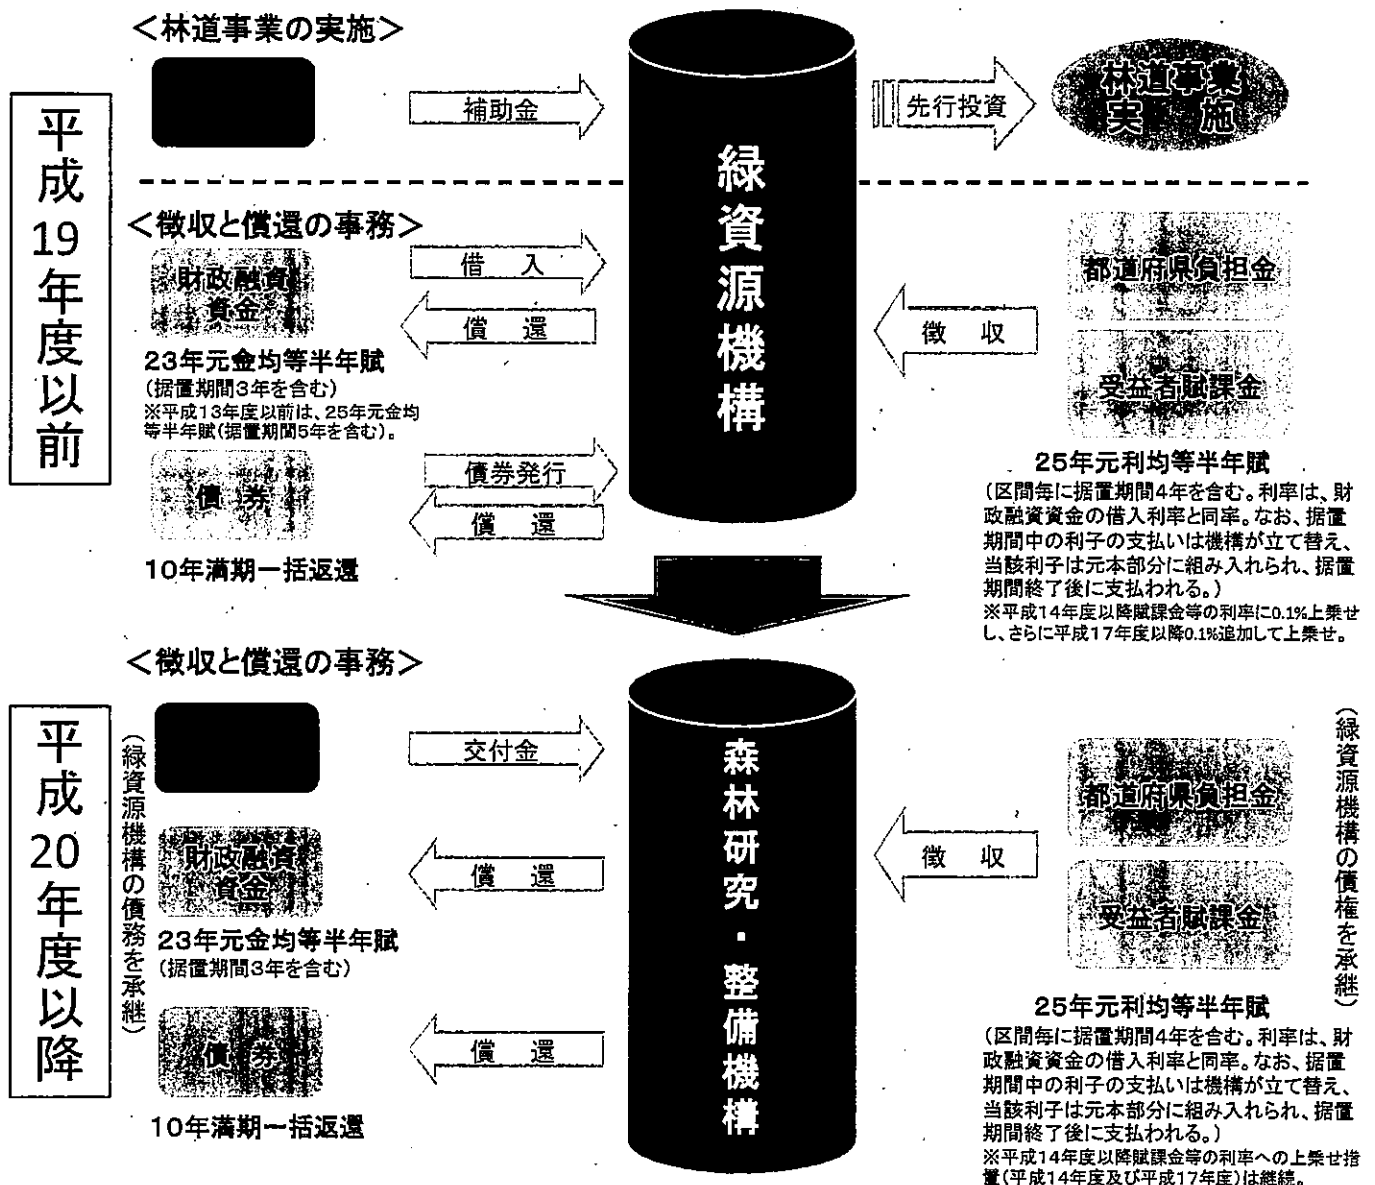 <林道事業の実施>
平成19年度以前
補助金
緑資源機構
先行投資
林道事業
実施
<徴収と償還の事務>
財政融資
資金
借入
償還
23年元金均等半年賦
(据置期間3年を含む)
※平成13年度以前は、25年元金均
等半年賦(据置期間5年を含む)。
債券
債券発行
償還
10年満期一括返還
徴収
都道府県負担金
受益者賦課金
25年元利均等半年賦
(区間毎に据置期間4年を含む。利率は、財
政融資資金の借入利率と同率。なお、据置
期間中の利子の支払いは機構が立て替え、
当該利子は元本部分に組み入れられ、据置
期間終了後に支払われる。)
※平成14年度以降賦課金等の利率に0.1%上乗せ
し、さらに平成17年度以降0.1%追加して上乗せ。
<徴収と償還の事務>
平成20年度以降
(緑資源機構の債務を承継)
交付金
森林研究・整備機構
財政融資
資金
償還
23年元金均等半年賦
(据置期間3年を含む)
債券
償還
10年満期一括返還
徴収
都道府県負担金
受益者賦課金
(緑資源機構の債権を承継)
25年元利均等半年賦
(区間毎に据置期間4年を含む。利率は、財
政融資資金の借入利率と同率。なお、据置
期間中の利子の支払いは機構が立て替え、
当該利子は元本部分に組み入れられ、据置
期間終了後に支払われる。)
※平成14年度以降賦課金等の利率への上乗せ措
置(平成14年度及び平成17年度)は継続。